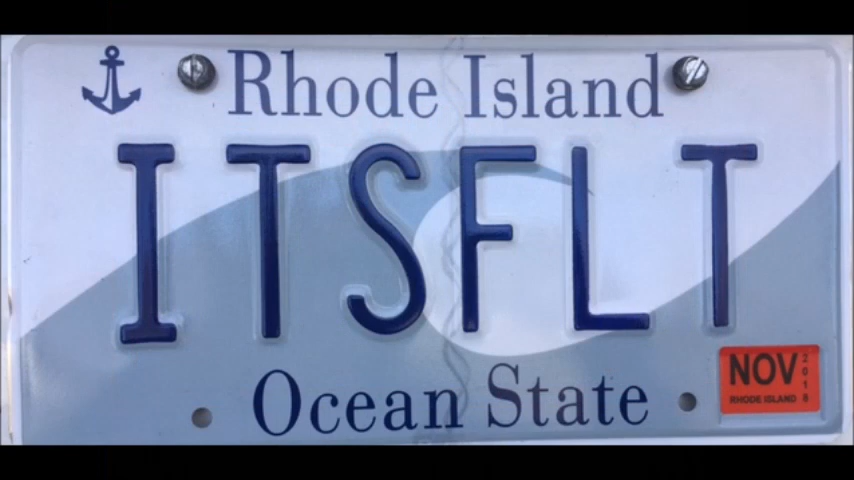 Rhode Island
ITSFLT
Ocean State
NOV 2018
RHODE ISLAND